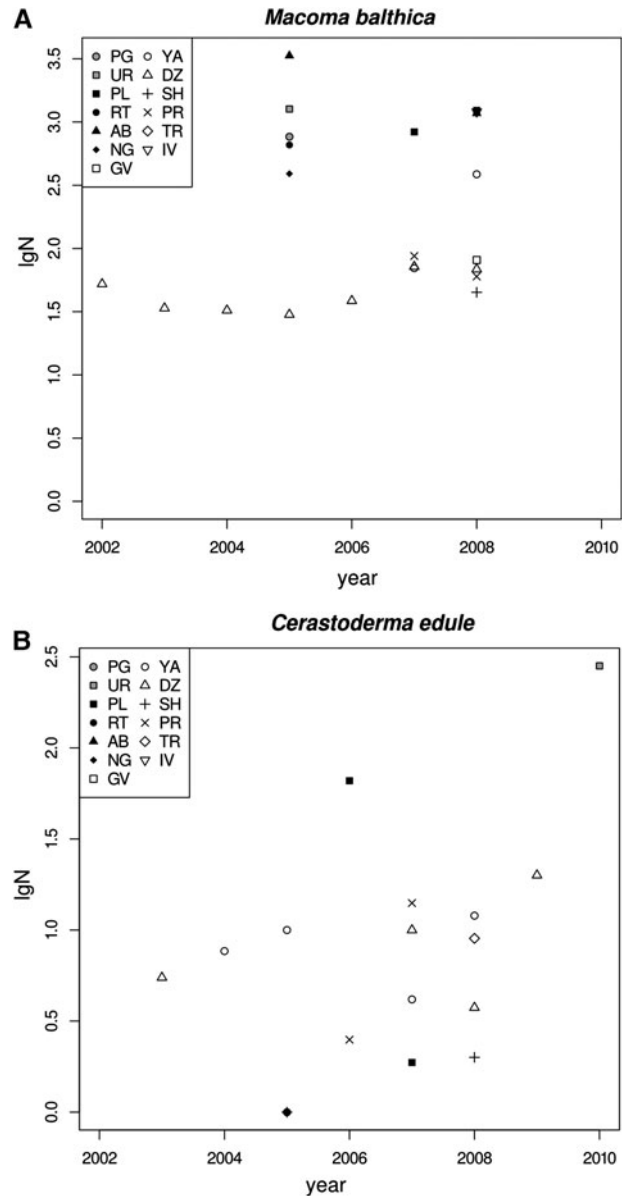 A
Macoma balthica
3.5
3.0
2.5
2.0
1.5
1.0
0.5
0.0
lgN
PG YA
UR DZ
PL SH
RT PR
AB TR
NG IV
GV
2002 2004 2006 2008 2010
year
B
Cerastoderma edule
2.5
2.0
1.5
1.0
0.5
0.0
lgN
PG YA
UR DZ
PL SH
RT PR
AB TR
NG IV
GV
2002 2004 2006 2008 2010
year